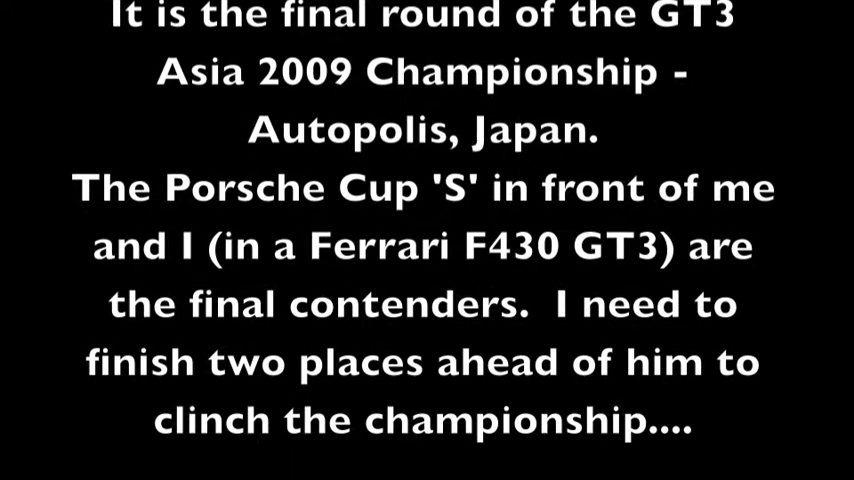 It is the final round of the GT3
Asia 2009 Championship -
Autopolis, Japan.
The Porsche Cup 'S' in front of me
and I (in a Ferrari F430 GT3) are
the final contenders.  I need to
finish two places ahead of him to
clinch the championship....